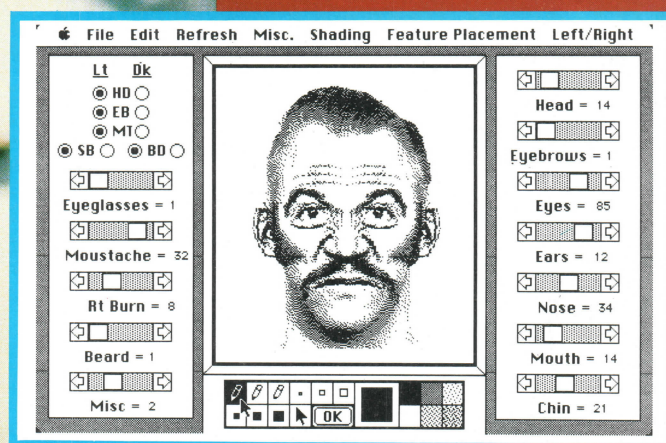 File Edit Refresh Misc. Shading Feature Placement Left/Right
Lt Dk
HD
EB
MT
SB BD
Eyeglasses = 1
Moustache = 32
Rt Burn = 8
Beard = 1
Misc = 2
OK
Head = 14
Eyebrows = 1
Eyes = 85
Ears = 12
Nose = 34
Mouth = 14
Chin = 21